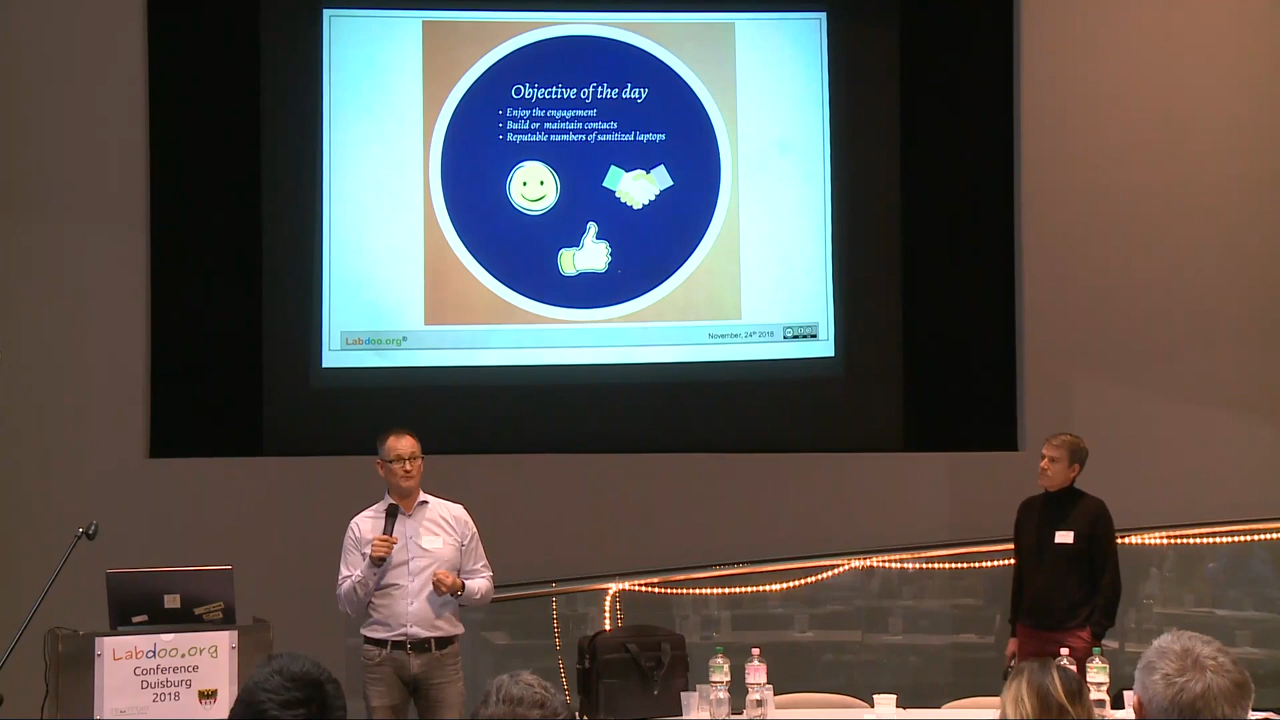 Objective of the day
• Enjoy the engagement
• Build or maintain contacts
• Reputable numbers of sanitized laptops
Labdoo.org®
November, 24th 2018
Labdoo.org
Conference
Duisburg
2018